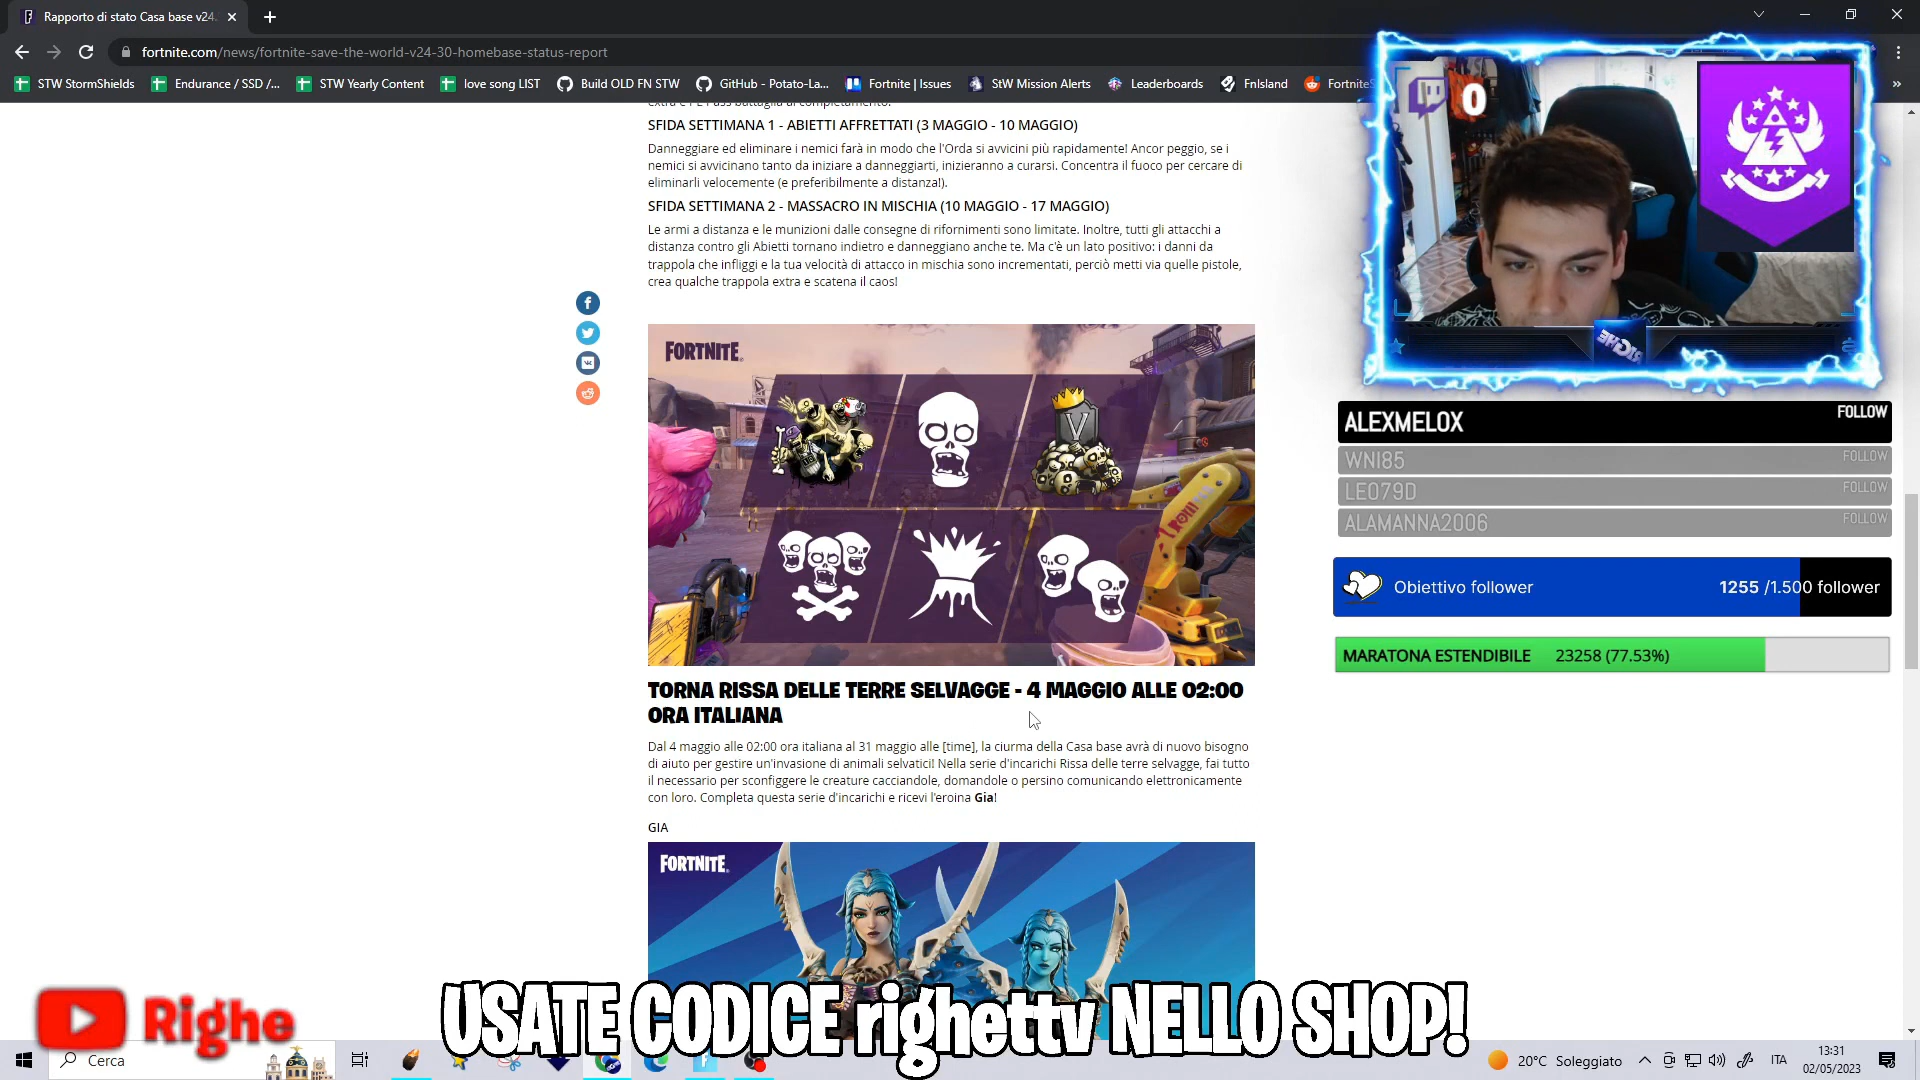 Rapporto di stato Casa base v24.
fortnite.com/news/fortnite-save-the-world-v24-30-homebase-status-report
STW StormShields
Endurance / SSD /...
STW Yearly Content
love song LIST
Build OLD FN STW
GitHub - Potato-La...
Fortnite | Issues
StW Mission Alerts
Leaderboards
FnIsland
FortniteS
SFIDA SETTIMANA 1 - ABIETTI AFFRETTATI (3 MAGGIO - 10 MAGGIO)
Danneggiare ed eliminare i nemici farà in modo che l'Orda si avvicini più rapidamente! Ancor peggio, se i
nemici si avvicinano tanto da iniziare a danneggiarti, inizieranno a curarsi. Concentra il fuoco per cercare di
eliminarli velocemente (e preferibilmente a distanza!).
SFIDA SETTIMANA 2 - MASSACRO IN MISCHIA (10 MAGGIO - 17 MAGGIO)
Le armi a distanza e le munizioni dalle consegne di rifornimenti sono limitate. Inoltre, tutti gli attacchi a
distanza contro gli Abietti tornano indietro e danneggiano anche te. Ma c'è un lato positivo: i danni da
trappola che infliggi e la tua velocità di attacco in mischia sono incrementati, perciò metti via quelle pistole,
crea qualche trappola extra e scatena il caos!
FORTNITE
V
TORNA RISSA DELLE TERRE SELVAGGE - 4 MAGGIO ALLE 02:00
ORA ITALIANA
Dal 4 maggio alle 02:00 ora italiana al 31 maggio alle [time], la ciurma della Casa base avrà di nuovo bisogno
di aiuto per gestire un'invasione di animali selvatici! Nella serie d'incarichi Rissa delle terre selvagge, fai tutto
il necessario per sconfiggere le creature cacciandole, domandole o persino comunicando elettronicamente
con loro. Completa questa serie d'incarichi e ricevi l'eroina Gia!
GIA
FORTNITE
0
RIGHE
ALEXMELOX FOLLOW
WNI85 FOLLOW
LEO79D FOLLOW
ALAMANNA2006 FOLLOW
Obiettivo follower 1255 /1.500 follower
MARATONA ESTENDIBILE 23258 (77.53%)
Righe
USATE CODICE righettv NELLO SHOP!
Cerca
20°C Soleggiato
ITA
13:31
02/05/2023